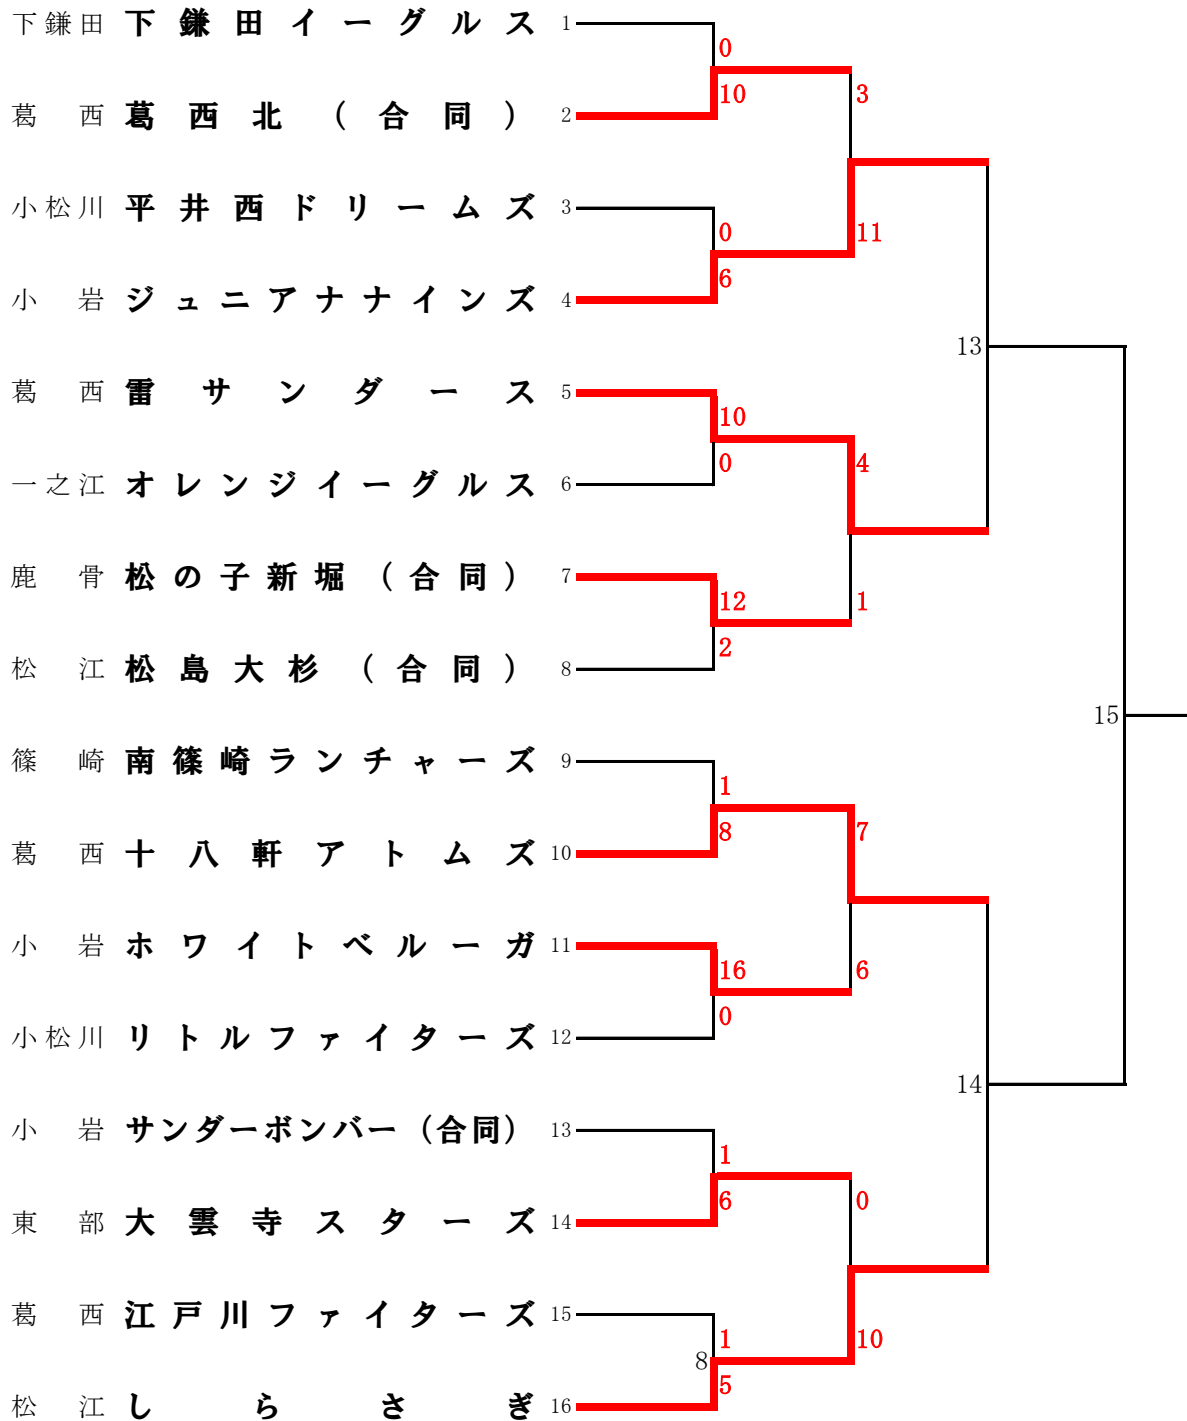 下鎌田 下鎌田イーグルス 1
0
10
3
葛西 葛西北（合同） 2
小松川 平井西ドリームズ 3
0
6
11
小岩 ジュニアナナインズ 4
13
葛西 雷サンダース 5
10
0
4
一之江 オレンジイーグルス 6
鹿骨 松の子新堀（合同） 7
12
2
1
松江 松島大杉（合同） 8
15
篠崎 南篠崎ランチャーズ 9
1
8
7
葛西 十八軒アトムズ 10
小岩 ホワイトベルーガ 11
16
0
6
小松川 リトルファイターズ 12
14
小岩 サンダーボンバー（合同） 13
1
6
0
東部 大雲寺スターズ 14
葛西 江戸川ファイターズ 15
1
10
8
5
松江 しらさぎ 16